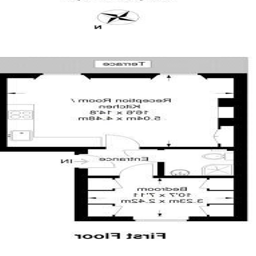 N
Terrace
Reception Room /
Kitchen
16'6 x 14'8
5.04m x 4.48m
IN
Entrance
Bedroom
10'7 x 7'11
3.23m x 2.42m
First Floor